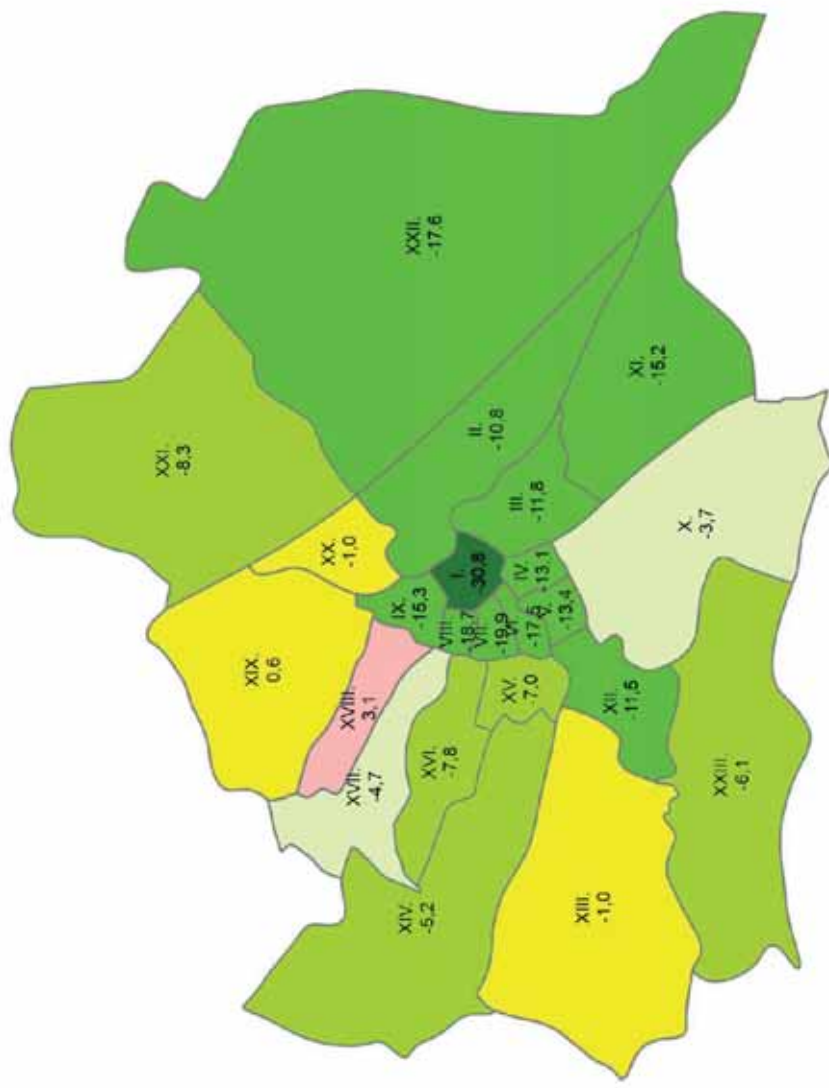 XXI.
-8,3
XIX.
0,6
XX.
-1,0
XVIII.
3,1
XVII.
-4,7
IX.
-15,3
XIV.
-5,2
XXII.
-17,6
XVI.
-7,8
VIII.
-18,7
I.
-30,8
VII.
-19,9
II.
-10,8
XV.
-7,0
VI.
-17,5
III.
-11,8
IV.
-13,1
V.
-13,4
XIII.
-1,0
XII.
-11,5
XI.
-15,2
X.
-3,7
XXIII.
-6,1